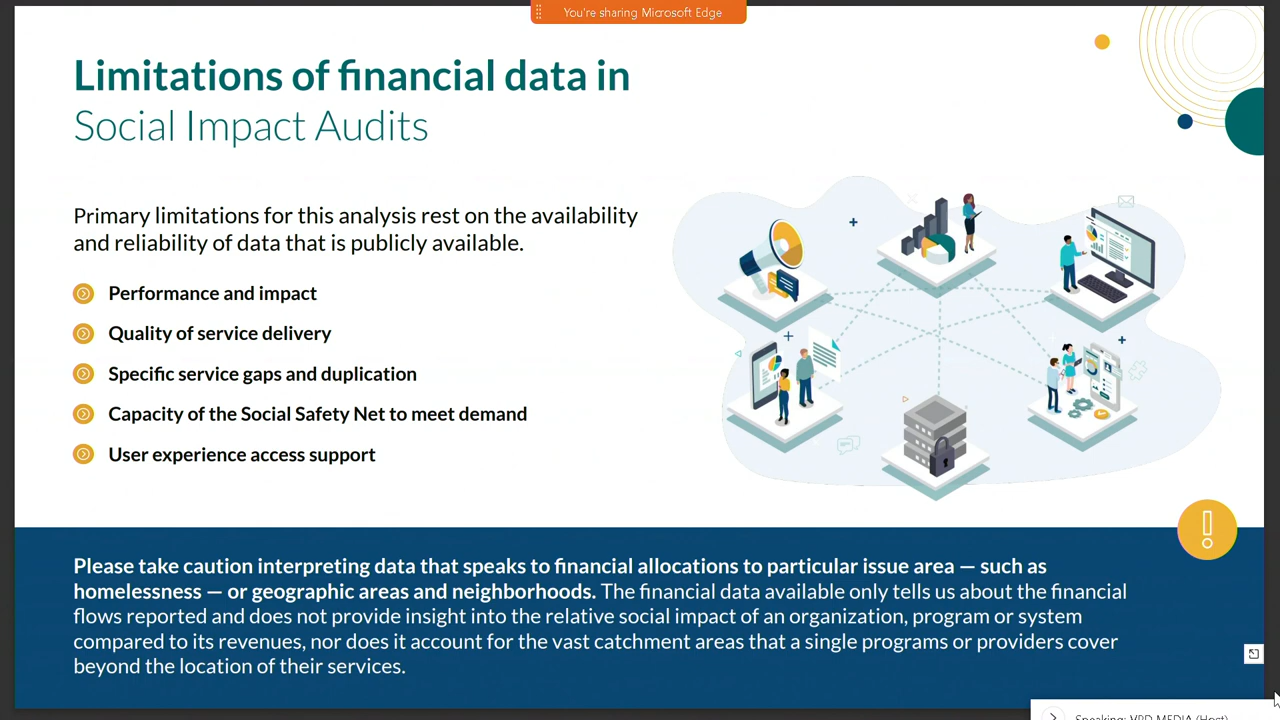 You're sharing Microsoft Edge
Limitations of financial data in
Social Impact Audits
Primary limitations for this analysis rest on the availability
and reliability of data that is publicly available.
Performance and impact
Quality of service delivery
Specific service gaps and duplication
Capacity of the Social Safety Net to meet demand
User experience access support
Please take caution interpreting data that speaks to financial allocations to particular issue area — such as
homelessness — or geographic areas and neighborhoods. The financial data available only tells us about the financial
flows reported and does not provide insight into the relative social impact of an organization, program or system
compared to its revenues, nor does it account for the vast catchment areas that a single programs or providers cover
beyond the location of their services.
Speaking: VPD MEDIA (Host)